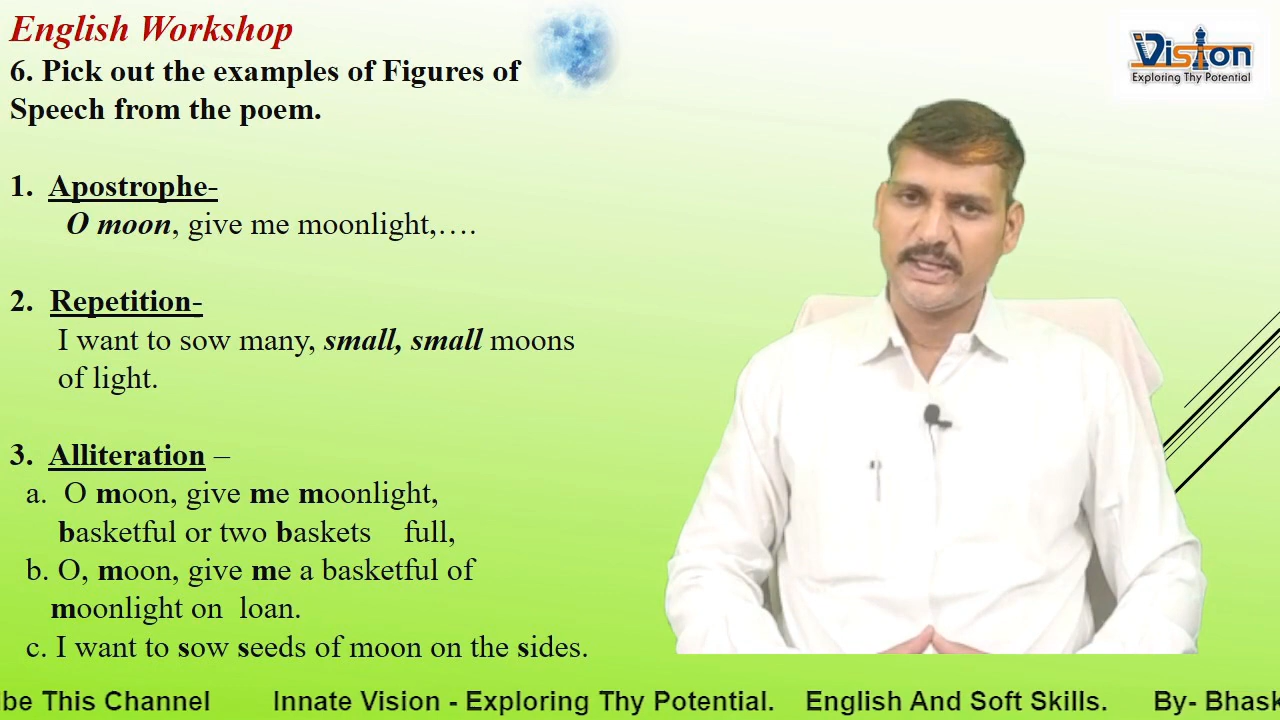 English Workshop
6. Pick out the examples of Figures of
Speech from the poem.
1. Apostrophe-
O moon, give me moonlight,....
2. Repetition-
I want to sow many, small, small moons
of light.
3. Alliteration –
a. O moon, give me moonlight,
basketful or two baskets full,
b. O, moon, give me a basketful of
moonlight on loan.
c. I want to sow seeds of moon on the sides.
Vision
Exploring Thy Potential
be This Channel Innate Vision - Exploring Thy Potential. English And Soft Skills. By- Bhask